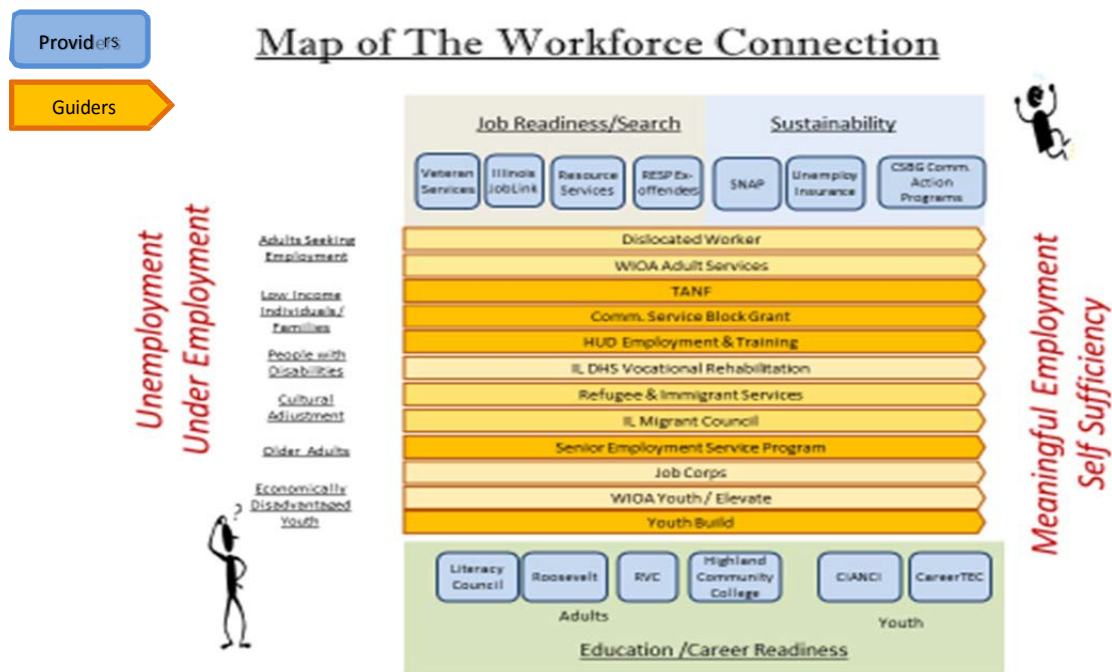 Providers
Guiders
Map of The Workforce Connection
Job Readiness/Search
Sustainability
Veteran
Services
Illinois
JobLink
Resource
Services
RESP Ex-
offenders
SNAP
Unemploy
Insurance
CSBG Comm.
Action
Programs
Unemployment
Under Employment
Adults Seeking
Employment
Low Income
Individuals/
Families
People with
Disabilities
Cultural
Adjustment
Older Adults
Economically
Disadvantaged
Youth
Dislocated Worker
WIOA Adult Services
TANF
Comm. Service Block Grant
HUD Employment & Training
IL DHS Vocational Rehabilitation
Refugee & Immigrant Services
IL Migrant Council
Senior Employment Service Program
Job Corps
WIOA Youth / Elevate
Youth Build
Meaningful Employment
Self Sufficiency
?
Literacy
Council
Roosevelt
RVC
Highland
Community
College
CIANCI
CareerTEC
Adults
Youth
Education /Career Readiness